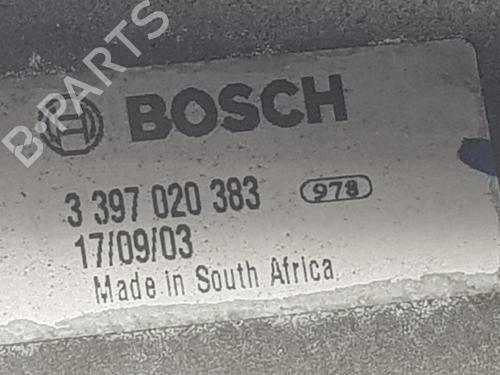 B-PARTS
BOSCH
3 397 020 383 978
17/09/03
Made in South Africa